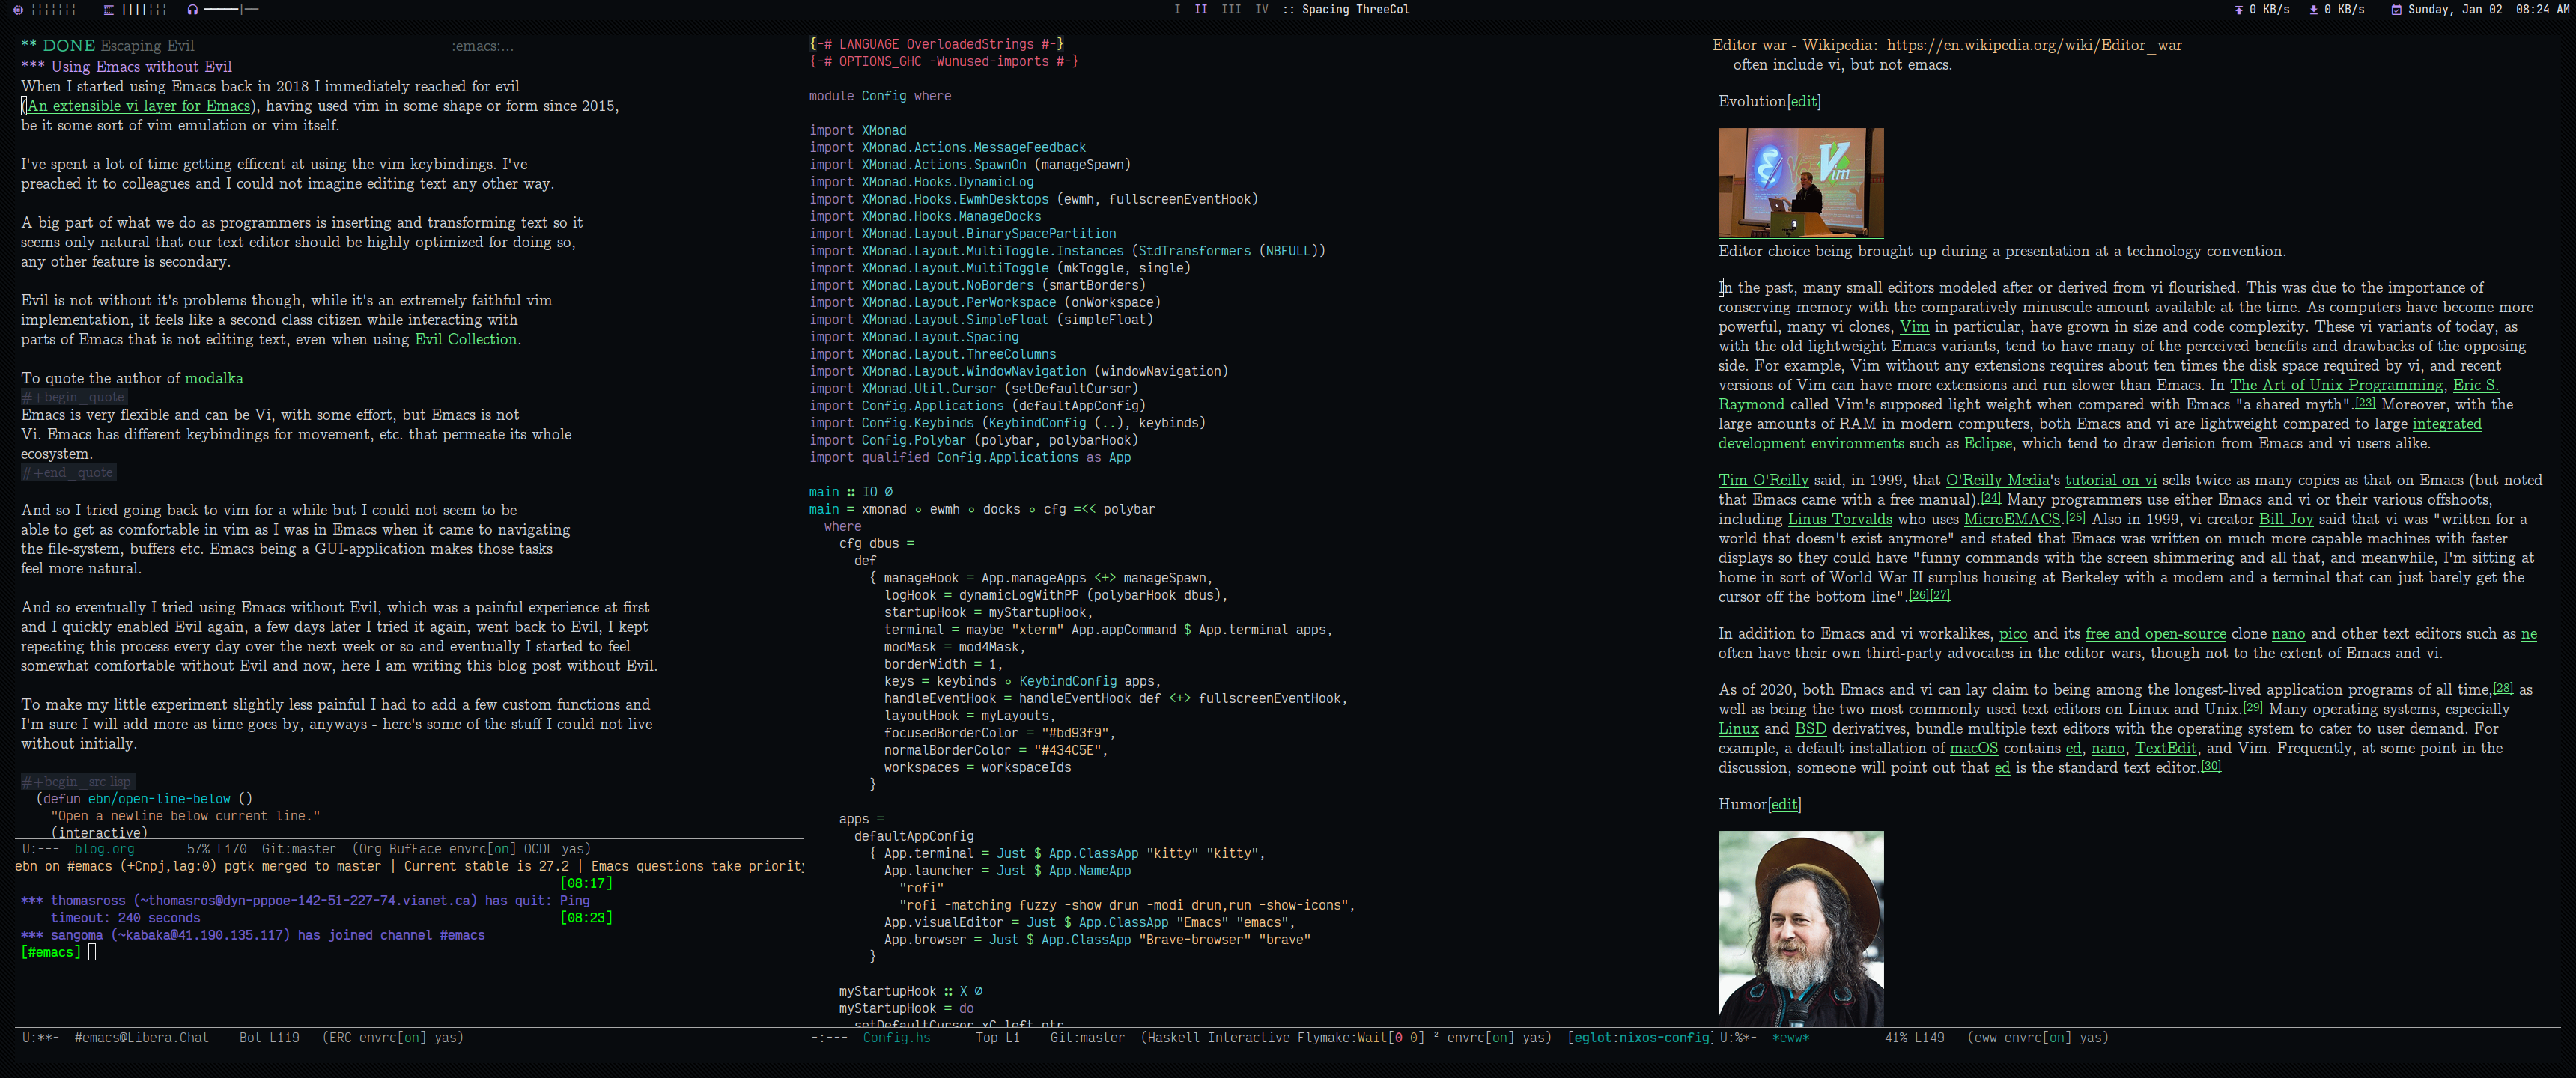 I II III IV :: Spacing ThreeCol
0 KB/s 0 KB/s Sunday, Jan 02 08:24 AM
** DONE Escaping Evil :emacs:...
*** Using Emacs without Evil
When I started using Emacs back in 2018 I immediately reached for evil
(An extensible vi layer for Emacs), having used vim in some shape or form since 2015,
be it some sort of vim emulation or vim itself.
I've spent a lot of time getting efficent at using the vim keybindings. I've
preached it to colleagues and I could not imagine editing text any other way.
A big part of what we do as programmers is inserting and transforming text so it
seems only natural that our text editor should be highly optimized for doing so,
any other feature is secondary.
Evil is not without it's problems though, while it's an extremely faithful vim
implementation, it feels like a second class citizen while interacting with
parts of Emacs that is not editing text, even when using Evil Collection.
To quote the author of modalka
#+begin_quote
Emacs is very flexible and can be Vi, with some effort, but Emacs is not
Vi. Emacs has different keybindings for movement, etc. that permeate its whole
ecosystem.
#+end_quote
And so I tried going back to vim for a while but I could not seem to be
able to get as comfortable in vim as I was in Emacs when it came to navigating
the file-system, buffers etc. Emacs being a GUI-application makes those tasks
feel more natural.
And so eventually I tried using Emacs without Evil, which was a painful experience at first
and I quickly enabled Evil again, a few days later I tried it again, went back to Evil, I kept
repeating this process every day over the next week or so and eventually I started to feel
somewhat comfortable without Evil and now, here I am writing this blog post without Evil.
To make my little experiment slightly less painful I had to add a few custom functions and
I'm sure I will add more as time goes by, anyways - here's some of the stuff I could not live
without initially.
#+begin_src lisp
(defun ebn/open-line-below ()
"Open a newline below current line."
(interactive)
U:--- blog.org 57% L170 Git:master (Org BufFace envrc[on] OCDL yas)
ebn on #emacs (+Cnpj,lag:0) pgtk merged to master | Current stable is 27.2 | Emacs questions take priority
[08:17]
*** thomasross (~thomasros@dyn-pppoe-142-51-227-74.vianet.ca) has quit: Ping
timeout: 240 seconds [08:23]
*** sangoma (~kabaka@41.190.135.117) has joined channel #emacs
[#emacs]
U:**- #emacs@Libera.Chat Bot L119 (ERC envrc[on] yas)
{-# LANGUAGE OverloadedStrings #-}
{-# OPTIONS_GHC -Wunused-imports #-}
module Config where
import XMonad
import XMonad.Actions.MessageFeedback
import XMonad.Actions.SpawnOn (manageSpawn)
import XMonad.Hooks.DynamicLog
import XMonad.Hooks.EwmhDesktops (ewmh, fullscreenEventHook)
import XMonad.Hooks.ManageDocks
import XMonad.Layout.BinarySpacePartition
import XMonad.Layout.MultiToggle.Instances (StdTransformers (NBFULL))
import XMonad.Layout.MultiToggle (mkToggle, single)
import XMonad.Layout.NoBorders (smartBorders)
import XMonad.Layout.PerWorkspace (onWorkspace)
import XMonad.Layout.SimpleFloat (simpleFloat)
import XMonad.Layout.Spacing
import XMonad.Layout.ThreeColumns
import XMonad.Layout.WindowNavigation (windowNavigation)
import XMonad.Util.Cursor (setDefaultCursor)
import Config.Applications (defaultAppConfig)
import Config.Keybinds (KeybindConfig (..), keybinds)
import Config.Polybar (polybar, polybarHook)
import qualified Config.Applications as App
main :: IO ∅
main = xmonad ∘ ewmh ∘ docks ∘ cfg =<< polybar
where
cfg dbus =
def
{ manageHook = App.manageApps <+> manageSpawn,
logHook = dynamicLogWithPP (polybarHook dbus),
startupHook = myStartupHook,
terminal = maybe "xterm" App.appCommand $ App.terminal apps,
modMask = mod4Mask,
borderWidth = 1,
keys = keybinds ∘ KeybindConfig apps,
handleEventHook = handleEventHook def <+> fullscreenEventHook,
layoutHook = myLayouts,
focusedBorderColor = "#bd93f9",
normalBorderColor = "#434C5E",
workspaces = workspaceIds
}
apps =
defaultAppConfig
{ App.terminal = Just $ App.ClassApp "kitty" "kitty",
App.launcher = Just $ App.NameApp
"rofi"
"rofi -matching fuzzy -show drun -modi drun,run -show-icons",
App.visualEditor = Just $ App.ClassApp "Emacs" "emacs",
App.browser = Just $ App.ClassApp "Brave-browser" "brave"
}
myStartupHook :: X ∅
myStartupHook = do
setDefaultCursor xC_left_ptr
-:--- Config.hs Top L1 Git:master (Haskell Interactive Flymake:Wait[0 0] ² envrc[on] yas) [eglot:nixos-config]
Editor war - Wikipedia: https://en.wikipedia.org/wiki/Editor_war
often include vi, but not emacs.
Evolution[edit]
Vim
Editor choice being brought up during a presentation at a technology convention.
In the past, many small editors modeled after or derived from vi flourished. This was due to the importance of
conserving memory with the comparatively minuscule amount available at the time. As computers have become more
powerful, many vi clones, Vim in particular, have grown in size and code complexity. These vi variants of today, as
with the old lightweight Emacs variants, tend to have many of the perceived benefits and drawbacks of the opposing
side. For example, Vim without any extensions requires about ten times the disk space required by vi, and recent
versions of Vim can have more extensions and run slower than Emacs. In The Art of Unix Programming, Eric S.
Raymond called Vim's supposed light weight when compared with Emacs "a shared myth".[23] Moreover, with the
large amounts of RAM in modern computers, both Emacs and vi are lightweight compared to large integrated
development environments such as Eclipse, which tend to draw derision from Emacs and vi users alike.
Tim O'Reilly said, in 1999, that O'Reilly Media's tutorial on vi sells twice as many copies as that on Emacs (but noted
that Emacs came with a free manual).[24] Many programmers use either Emacs and vi or their various offshoots,
including Linus Torvalds who uses MicroEMACS.[25] Also in 1999, vi creator Bill Joy said that vi was "written for a
world that doesn't exist anymore" and stated that Emacs was written on much more capable machines with faster
displays so they could have "funny commands with the screen shimmering and all that, and meanwhile, I'm sitting at
home in sort of World War II surplus housing at Berkeley with a modem and a terminal that can just barely get the
cursor off the bottom line".[26][27]
In addition to Emacs and vi workalikes, pico and its free and open-source clone nano and other text editors such as ne
often have their own third-party advocates in the editor wars, though not to the extent of Emacs and vi.
As of 2020, both Emacs and vi can lay claim to being among the longest-lived application programs of all time,[28] as
well as being the two most commonly used text editors on Linux and Unix.[29] Many operating systems, especially
Linux and BSD derivatives, bundle multiple text editors with the operating system to cater to user demand. For
example, a default installation of macOS contains ed, nano, TextEdit, and Vim. Frequently, at some point in the
discussion, someone will point out that ed is the standard text editor.[30]
Humor[edit]
U:%*- *eww* 41% L149 (eww envrc[on] yas)